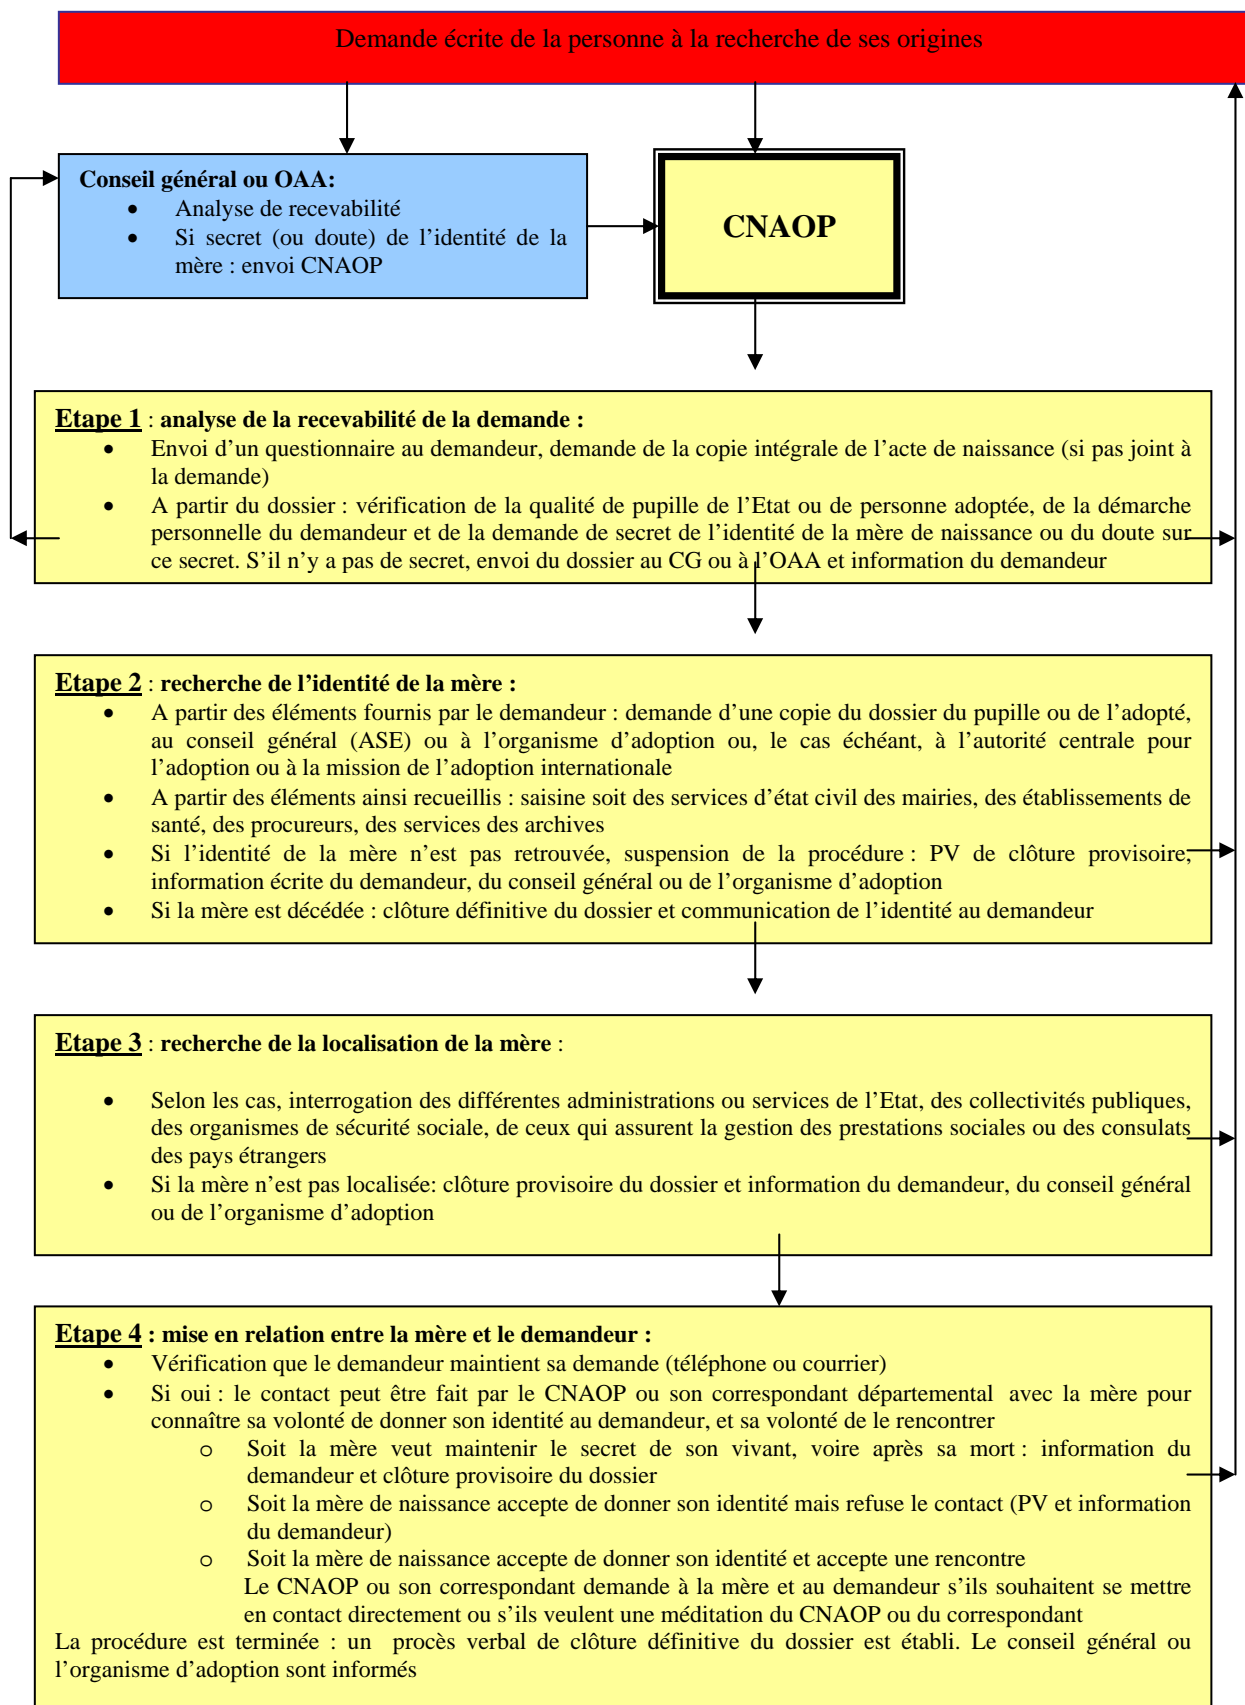 Demande écrite de la personne à la recherche de ses origines
Conseil général ou OAA:
• Analyse de recevabilité
• Si secret (ou doute) de l’identité de la
mère : envoi CNAOP
CNAOP
Etape 1 : analyse de la recevabilité de la demande :
• Envoi d’un questionnaire au demandeur, demande de la copie intégrale de l’acte de naissance (si pas joint à
la demande)
• A partir du dossier : vérification de la qualité de pupille de l’Etat ou de personne adoptée, de la démarche
personnelle du demandeur et de la demande de secret de l’identité de la mère de naissance ou du doute sur
ce secret. S’il n’y a pas de secret, envoi du dossier au CG ou à l’OAA et information du demandeur
Etape 2 : recherche de l’identité de la mère :
• A partir des éléments fournis par le demandeur : demande d’une copie du dossier du pupille ou de l’adopté,
au conseil général (ASE) ou à l’organisme d’adoption ou, le cas échéant, à l’autorité centrale pour
l’adoption ou à la mission de l’adoption internationale
• A partir des éléments ainsi recueillis : saisine soit des services d’état civil des mairies, des établissements de
santé, des procureurs, des services des archives
• Si l’identité de la mère n’est pas retrouvée, suspension de la procédure : PV de clôture provisoire,
information écrite du demandeur, du conseil général ou de l’organisme d’adoption
• Si la mère est décédée : clôture définitive du dossier et communication de l’identité au demandeur
Etape 3 : recherche de la localisation de la mère :
• Selon les cas, interrogation des différentes administrations ou services de l’Etat, des collectivités publiques,
des organismes de sécurité sociale, de ceux qui assurent la gestion des prestations sociales ou des consulats
des pays étrangers
• Si la mère n’est pas localisée: clôture provisoire du dossier et information du demandeur, du conseil général
ou de l’organisme d’adoption
Etape 4 : mise en relation entre la mère et le demandeur :
• Vérification que le demandeur maintient sa demande (téléphone ou courrier)
• Si oui : le contact peut être fait par le CNAOP ou son correspondant départemental avec la mère pour
connaître sa volonté de donner son identité au demandeur, et sa volonté de le rencontrer
o Soit la mère veut maintenir le secret de son vivant, voire après sa mort : information du
demandeur et clôture provisoire du dossier
o Soit la mère de naissance accepte de donner son identité mais refuse le contact (PV et information
du demandeur)
o Soit la mère de naissance accepte de donner son identité et accepte une rencontre
Le CNAOP ou son correspondant demande à la mère et au demandeur s’ils souhaitent se mettre
en contact directement ou s’ils veulent une méditation du CNAOP ou du correspondant
La procédure est terminée : un procès verbal de clôture définitive du dossier est établi. Le conseil général ou
l’organisme d’adoption sont informés